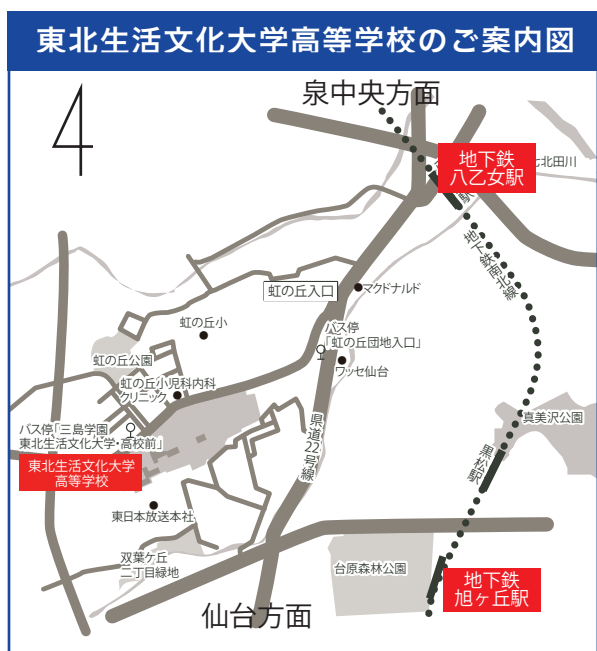 東北生活文化大学高等学校のご案内図
泉中央方面
地下鉄
八乙女駅
七北田川
駅
地下鉄南北線
虹の丘入口
マクドナルド
虹の丘小
バス停
「虹の丘団地入口」
ワッセ仙台
虹の丘公園
虹の丘小児科内科
クリニック
県道22号線
真美沢公園
バス停「三島学園
東北生活文化大学・高校前」
黒松駅
東北生活文化大学
高等学校
東日本放送本社
双葉ケ丘
二丁目緑地
台原森林公園
地下鉄
旭ヶ丘駅
仙台方面